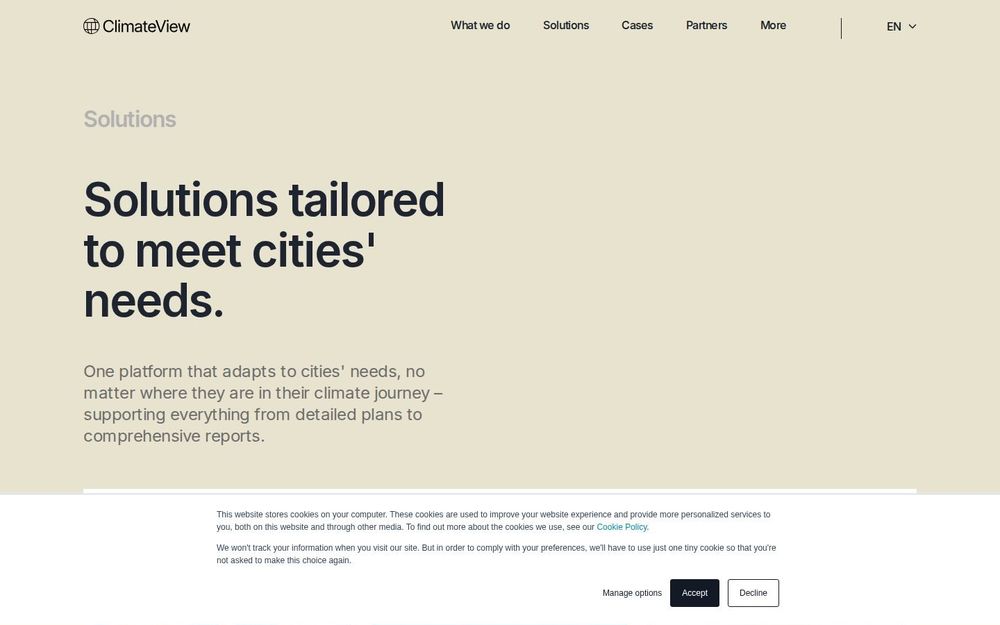 ClimateView
What we do
Solutions
Cases
Partners
More
EN
Solutions
Solutions tailored
to meet cities'
needs.
One platform that adapts to cities' needs, no
matter where they are in their climate journey –
supporting everything from detailed plans to
comprehensive reports.
This website stores cookies on your computer. These cookies are used to improve your website experience and provide more personalized services to
you, both on this website and through other media. To find out more about the cookies we use, see our Cookie Policy.
We won't track your information when you visit our site. But in order to comply with your preferences, we'll have to use just one tiny cookie so that you're
not asked to make this choice again.
Manage options
Accept
Decline